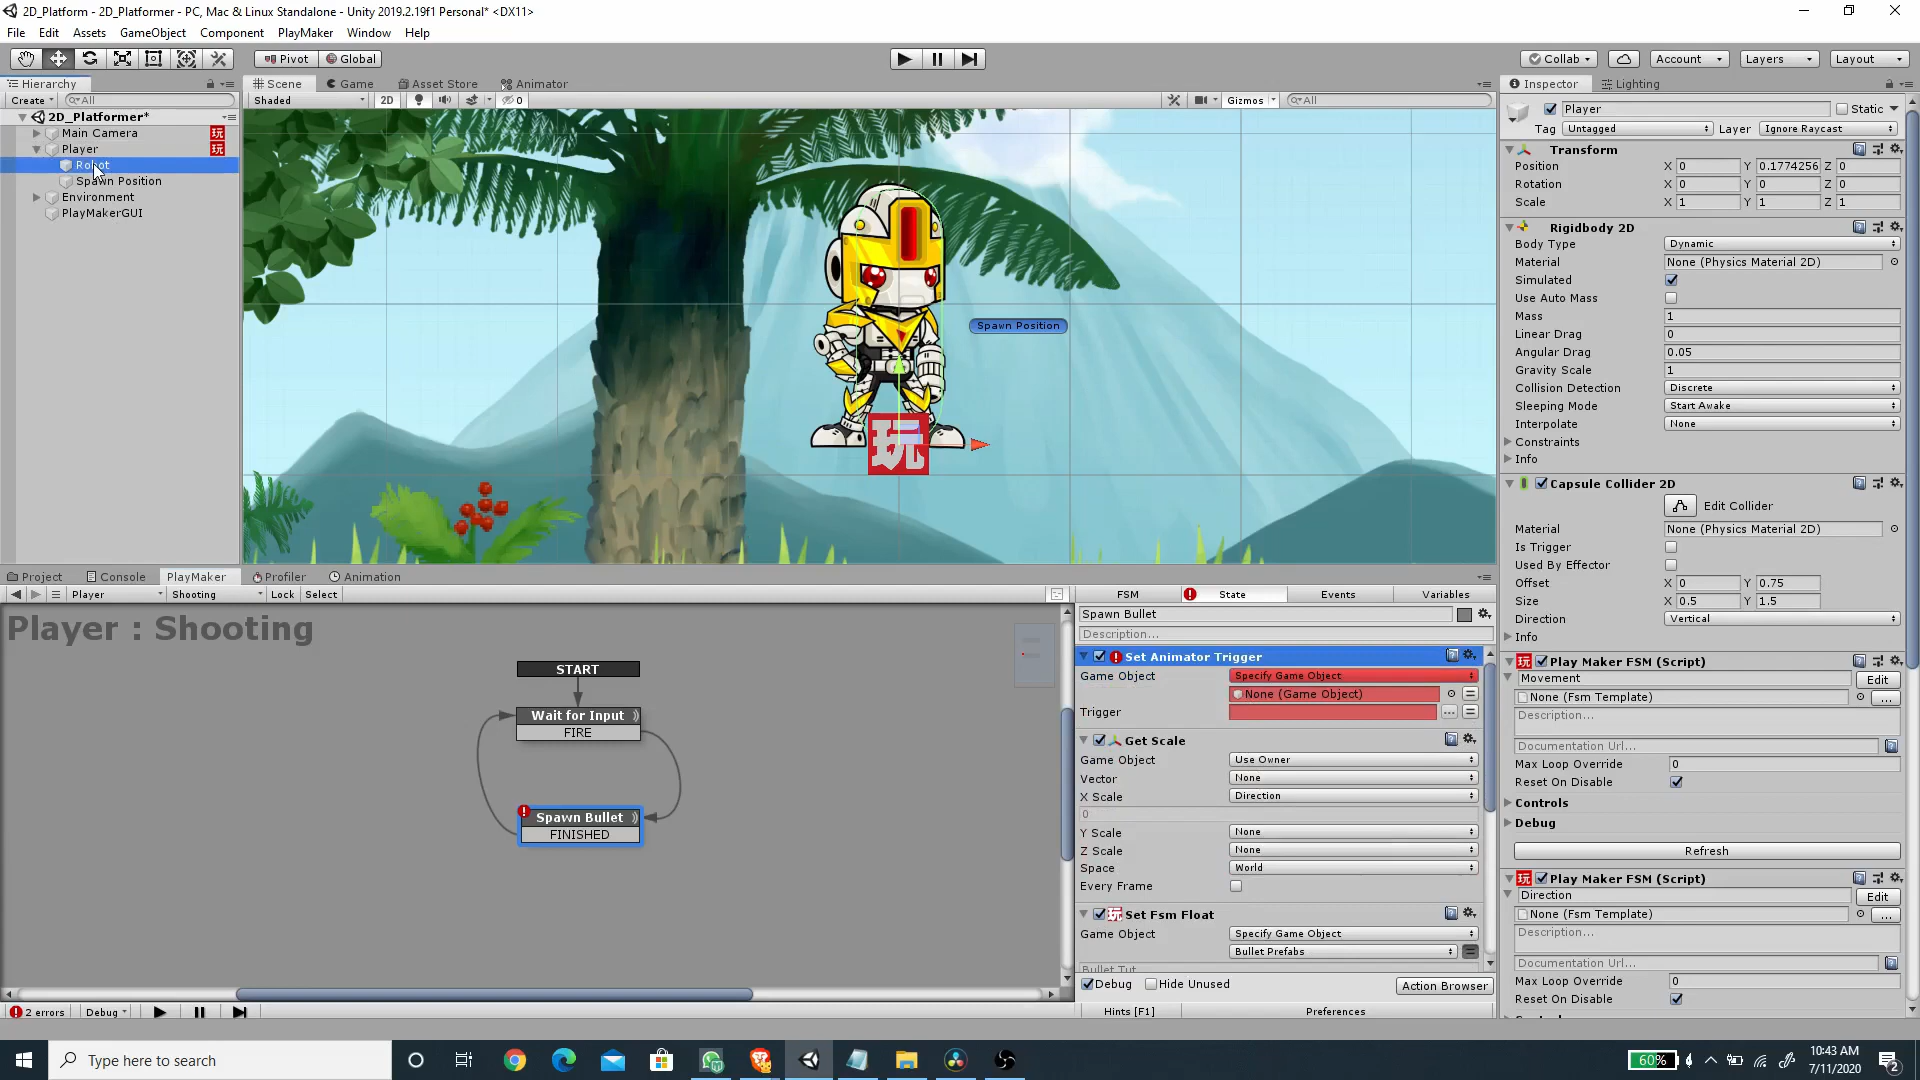 2D_Platform - 2D_Platformer - PC, Mac & Linux Standalone - Unity 2019.2.19f1 Personal* <DX11>
File Edit Assets GameObject Component PlayMaker Window Help
Pivot Global Collab Account Layers Layout
Hierarchy
Create All
2D_Platformer*
Main Camera 玩
Player 玩
Robot
Spawn Position
Environment
PlayMakerGUI
Scene Game Asset Store Animator
Shaded 2D 0 Gizmos All
Spawn Position
玩
Inspector Lighting
Player Static
Tag Untagged Layer Ignore Raycast
Transform
Position X 0 Y 0.1774256 Z 0
Rotation X 0 Y 0 Z 0
Scale X 1 Y 1 Z 1
Rigidbody 2D
Body Type Dynamic
Material None (Physics Material 2D)
Simulated
Use Auto Mass
Mass 1
Linear Drag 0
Angular Drag 0.05
Gravity Scale 1
Collision Detection Discrete
Sleeping Mode Start Awake
Interpolate None
Constraints
Info
Capsule Collider 2D
Edit Collider
Material None (Physics Material 2D)
Is Trigger
Used By Effector
Offset X 0 Y 0.75
Size X 0.5 Y 1.5
Direction Vertical
Info
玩 Play Maker FSM (Script)
Movement Edit
None (Fsm Template) ...
Description...
Documentation Url...
Max Loop Override 0
Reset On Disable
Controls
Debug
Refresh
玩 Play Maker FSM (Script)
Direction Edit
None (Fsm Template) ...
Description...
Documentation Url...
Max Loop Override 0
Reset On Disable
Project Console PlayMaker Profiler Animation
Player Shooting Lock Select
Player : Shooting
START
Wait for Input
FIRE
Spawn Bullet
FINISHED
FSM State Events Variables
Spawn Bullet
Description...
Set Animator Trigger
Game Object Specify Game Object
None (Game Object)
Trigger ...
Get Scale
Game Object Use Owner
Vector None
X Scale Direction
0
Y Scale None
Z Scale None
Space World
Every Frame
玩 Set Fsm Float
Game Object Specify Game Object
Bullet Prefabs
Debug Hide Unused Action Browser
Hints [F1] Preferences
2 errors Debug
Type here to search
60% 10:43 AM
7/11/2020
2